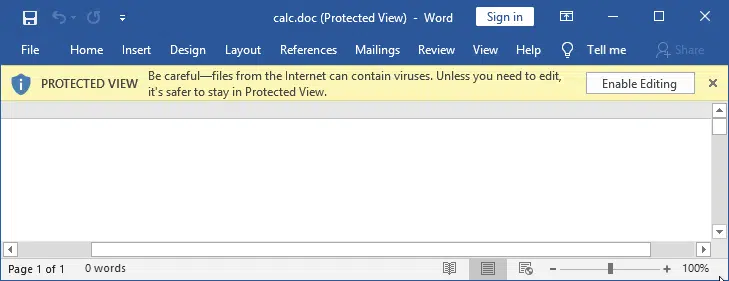 calc.doc (Protected View) - Word
Sign in
File Home Insert Design Layout References Mailings Review View Help Tell me Share
PROTECTED VIEW Be careful—files from the Internet can contain viruses. Unless you need to edit,
it's safer to stay in Protected View.
Enable Editing
Page 1 of 1 0 words
100%